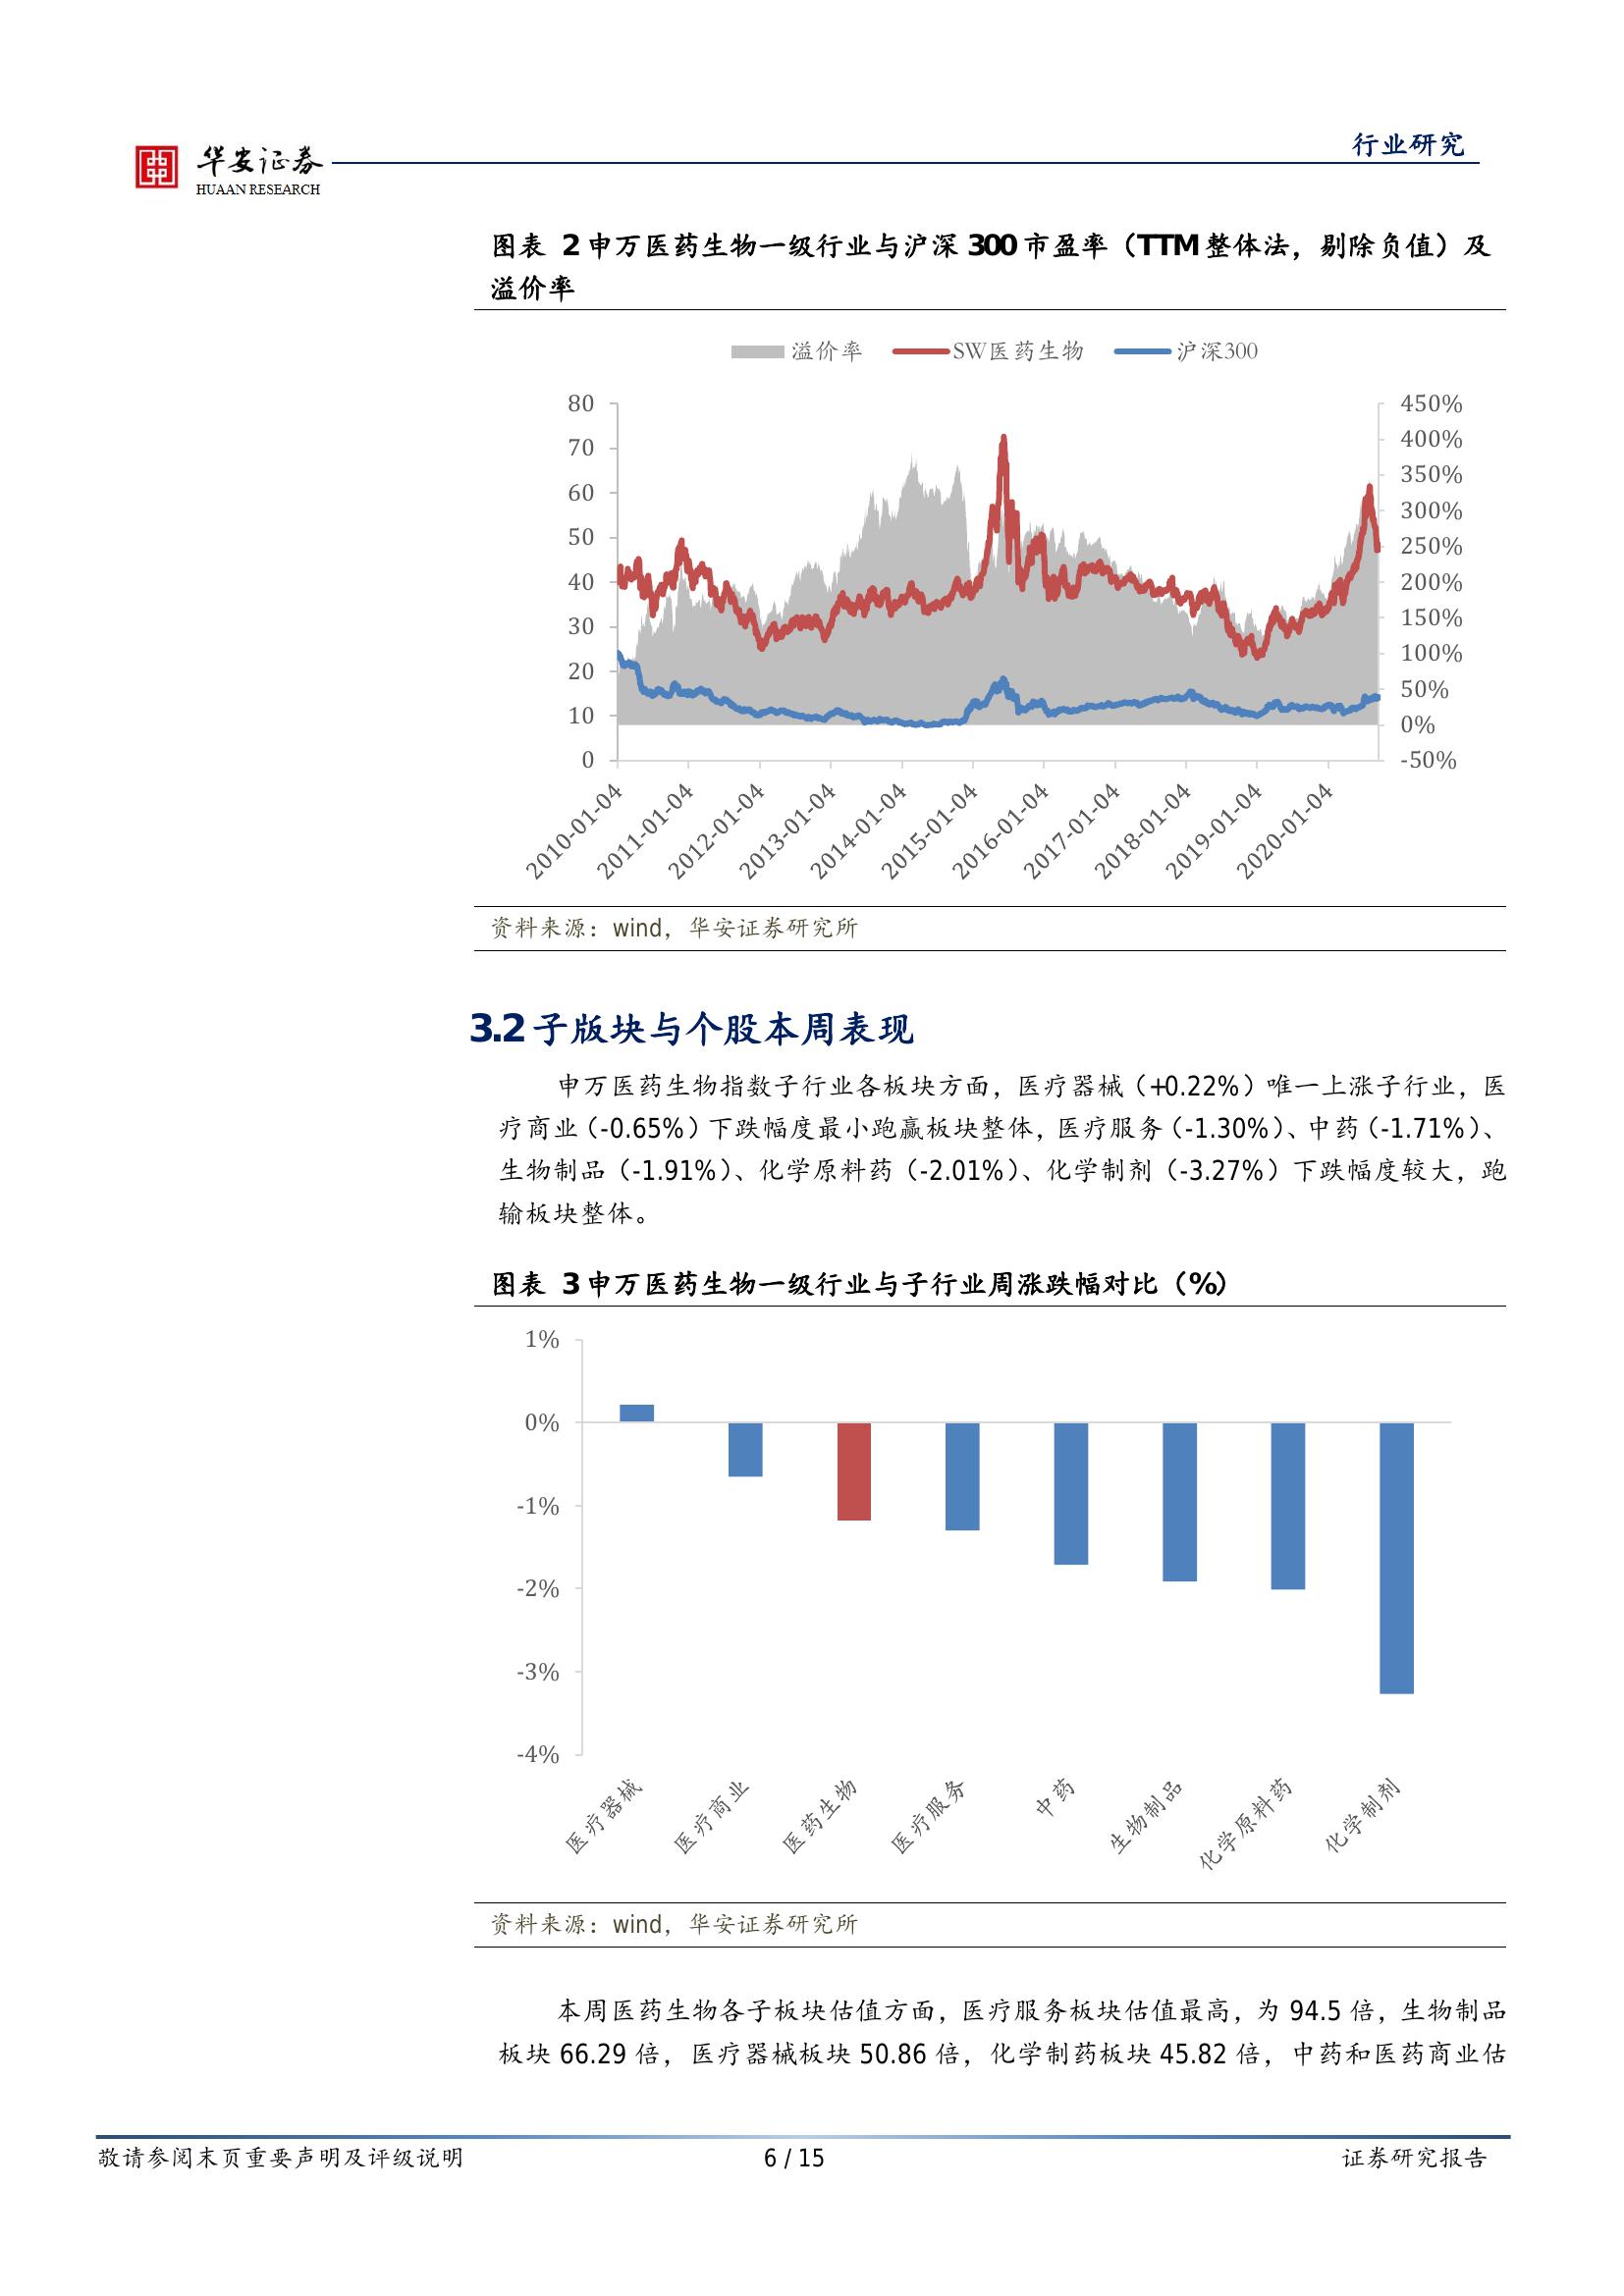 华安证券
HUAAN RESEARCH
行业研究
图表 2 申万医药生物一级行业与沪深 300 市盈率（TTM 整体法，剔除负值）及
溢价率
溢价率 SW医药生物 沪深300
80
70
60
50
40
30
20
10
0
450%
400%
350%
300%
250%
200%
150%
100%
50%
0%
-50%
2010-01-04
2011-01-04
2012-01-04
2013-01-04
2014-01-04
2015-01-04
2016-01-04
2017-01-04
2018-01-04
2019-01-04
2020-01-04
资料来源：wind，华安证券研究所
3.2 子版块与个股本周表现
申万医药生物指数子行业各板块方面，医疗器械（+0.22%）唯一上涨子行业，医
疗商业（-0.65%）下跌幅度最小跑赢板块整体，医疗服务（-1.30%）、中药（-1.71%）、
生物制品（-1.91%）、化学原料药（-2.01%）、化学制剂（-3.27%）下跌幅度较大，跑
输板块整体。
图表 3 申万医药生物一级行业与子行业周涨跌幅对比（%）
1%
0%
-1%
-2%
-3%
-4%
医疗器械
医疗商业
医药生物
医疗服务
中药
生物制品
化学原料药
化学制剂
资料来源：wind，华安证券研究所
本周医药生物各子板块估值方面，医疗服务板块估值最高，为 94.5 倍，生物制品
板块 66.29 倍，医疗器械板块 50.86 倍，化学制药板块 45.82 倍，中药和医药商业估
敬请参阅末页重要声明及评级说明
6 / 15
证券研究报告